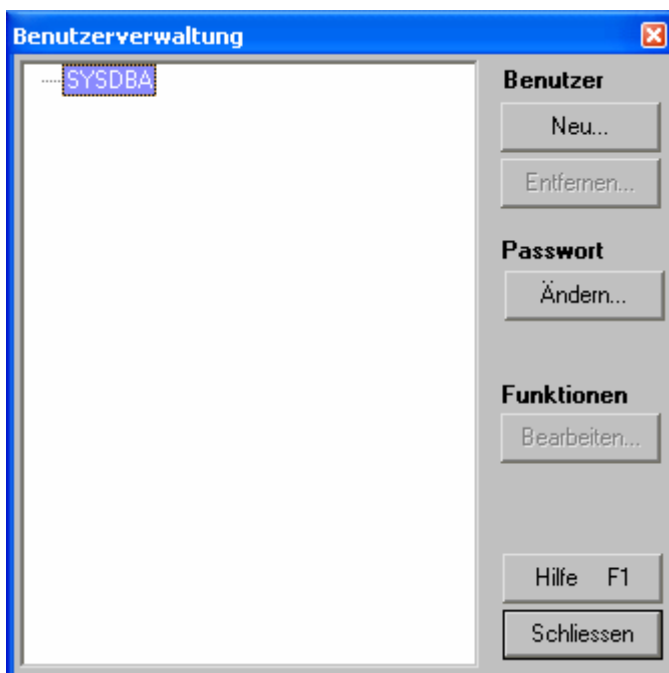 Benutzerverwaltung
SYSDBA
Benutzer
Neu...
Entfernen...
Passwort
Ändern...
Funktionen
Bearbeiten...
Hilfe F1
Schliessen